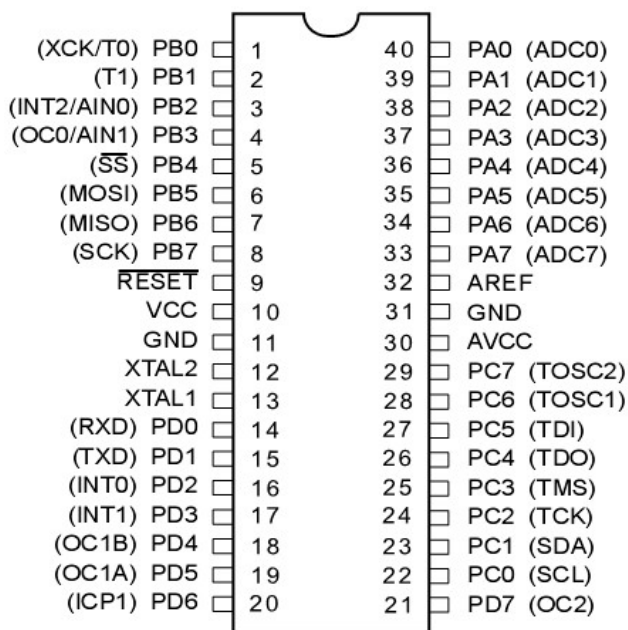 (XCK/T0) PB0 1 40 PA0 (ADC0)
(T1) PB1 2 39 PA1 (ADC1)
(INT2/AIN0) PB2 3 38 PA2 (ADC2)
(OC0/AIN1) PB3 4 37 PA3 (ADC3)
(SS) PB4 5 36 PA4 (ADC4)
(MOSI) PB5 6 35 PA5 (ADC5)
(MISO) PB6 7 34 PA6 (ADC6)
(SCK) PB7 8 33 PA7 (ADC7)
RESET 9 32 AREF
VCC 10 31 GND
GND 11 30 AVCC
XTAL2 12 29 PC7 (TOSC2)
XTAL1 13 28 PC6 (TOSC1)
(RXD) PD0 14 27 PC5 (TDI)
(TXD) PD1 15 26 PC4 (TDO)
(INT0) PD2 16 25 PC3 (TMS)
(INT1) PD3 17 24 PC2 (TCK)
(OC1B) PD4 18 23 PC1 (SDA)
(OC1A) PD5 19 22 PC0 (SCL)
(ICP1) PD6 20 21 PD7 (OC2)